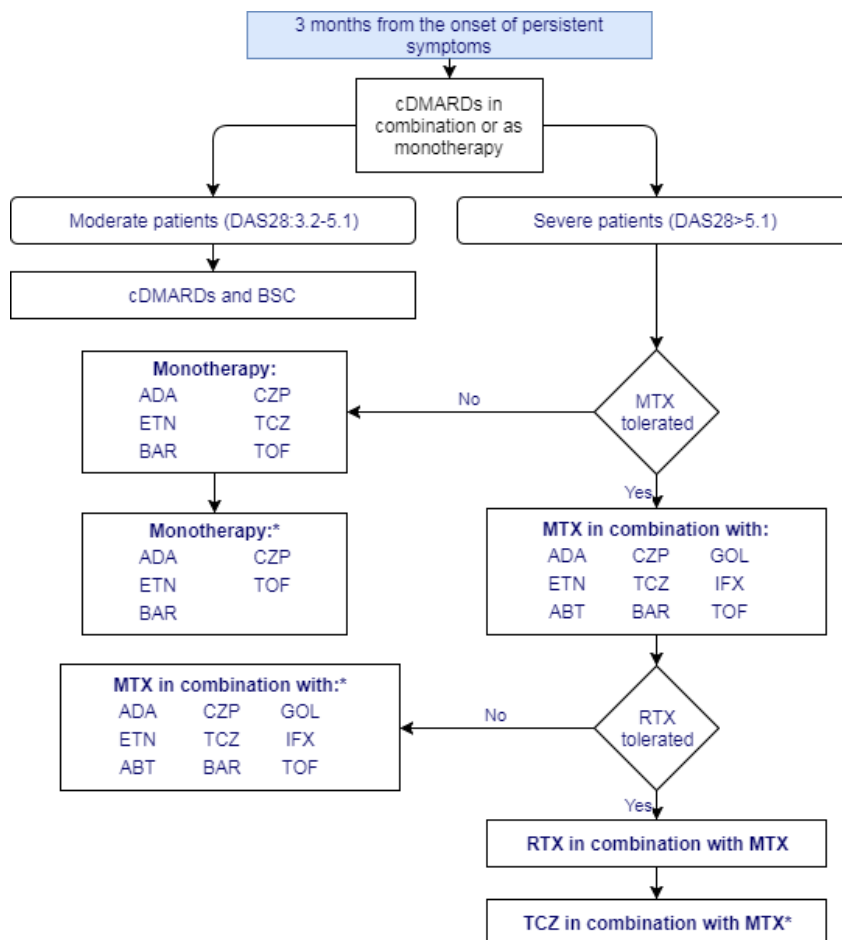 3 months from the onset of persistent
symptoms
cDMARDs in
combination or as
monotherapy
Moderate patients (DAS28:3.2-5.1)
Severe patients (DAS28>5.1)
cDMARDs and BSC
MTX
tolerated
No
Monotherapy:
ADA CZP
ETN TCZ
BAR TOF
Yes
Monotherapy:*
ADA CZP
ETN TOF
BAR
MTX in combination with:
ADA CZP GOL
ETN TCZ IFX
ABT BAR TOF
RTX
tolerated
No
MTX in combination with:*
ADA CZP GOL
ETN TCZ IFX
ABT BAR TOF
Yes
RTX in combination with MTX
TCZ in combination with MTX*